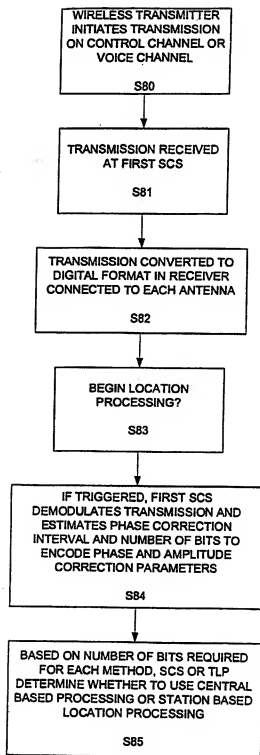 WIRELESS TRANSMITTER
INITIATES TRANSMISSION
ON CONTROL CHANNEL OR
VOICE CHANNEL
S80
TRANSMISSION RECEIVED
AT FIRST SCS
S81
TRANSMISSION CONVERTED TO
DIGITAL FORMAT IN RECEIVER
CONNECTED TO EACH ANTENNA
S82
BEGIN LOCATION
PROCESSING?
S83
IF TRIGGERED, FIRST SCS
DEMODULATES TRANSMISSION AND
ESTIMATES PHASE CORRECTION
INTERVAL AND NUMBER OF BITS TO
ENCODE PHASE AND AMPLITUDE
CORRECTION PARAMETERS
S84
BASED ON NUMBER OF BITS REQUIRED
FOR EACH METHOD, SCS OR TLP
DETERMINE WHETHER TO USE CENTRAL
BASED PROCESSING OR STATION BASED
LOCATION PROCESSING
S85